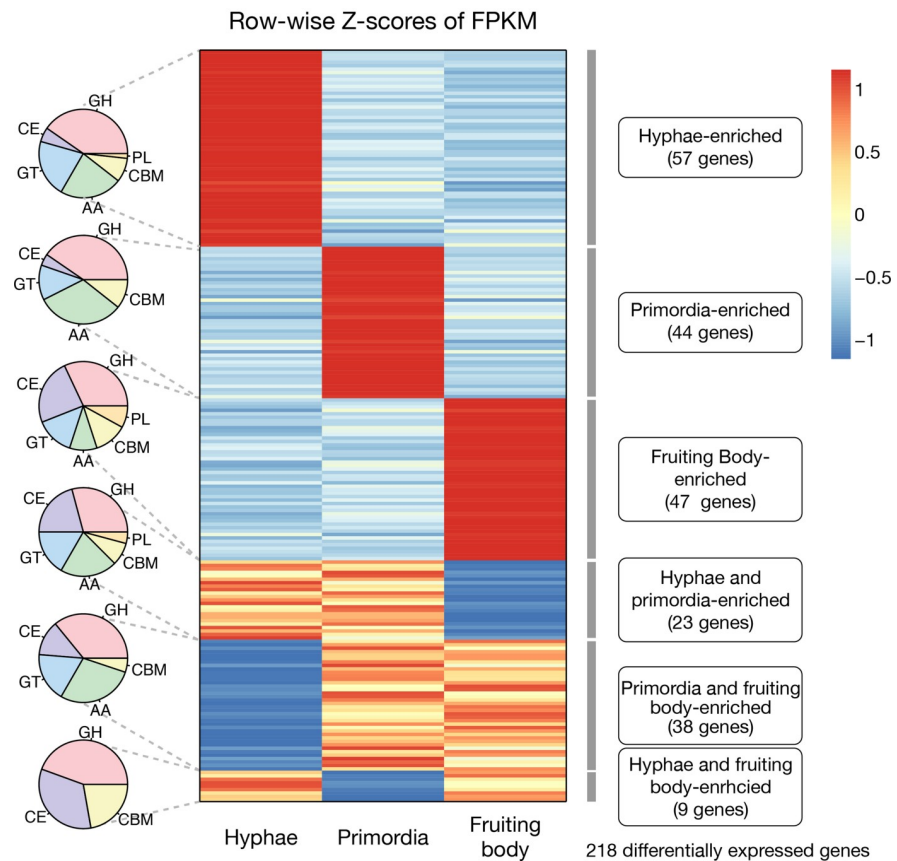 Row-wise Z-scores of FPKM
GH
CE
GT
AA
CBM
PL
GH
CE
GT
AA
CBM
GH
CE
GT
AA
CBM
PL
GH
CE
GT
AA
CBM
PL
GH
CE
GT
AA
CBM
GH
CE
CBM
Hyphae
Primordia
Fruiting
body
Hyphae-enriched
(57 genes)
Primordia-enriched
(44 genes)
Fruiting Body-
enriched
(47 genes)
Hyphae and
primordia-enriched
(23 genes)
Primordia and fruiting
body-enriched
(38 genes)
Hyphae and fruiting
body-enrhcied
(9 genes)
218 differentially expressed genes
1
0.5
0
−0.5
−1